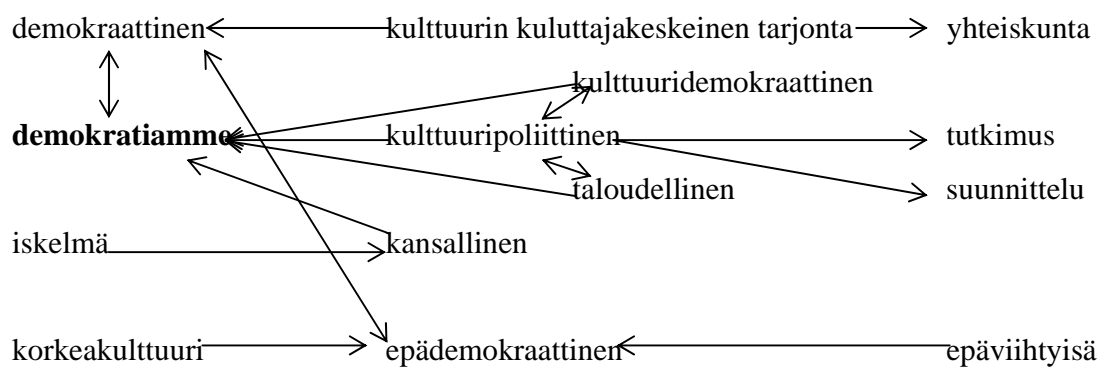 demokraattinen kulttuurin kuluttajakeskeinen tarjonta yhteiskunta
kulttuuridemokraattinen
demokratiamme kulttuuripoliittinen tutkimus
taloudellinen suunnittelu
iskelmä kansallinen
korkeakulttuuri epädemokraattinen epäviihtyisä